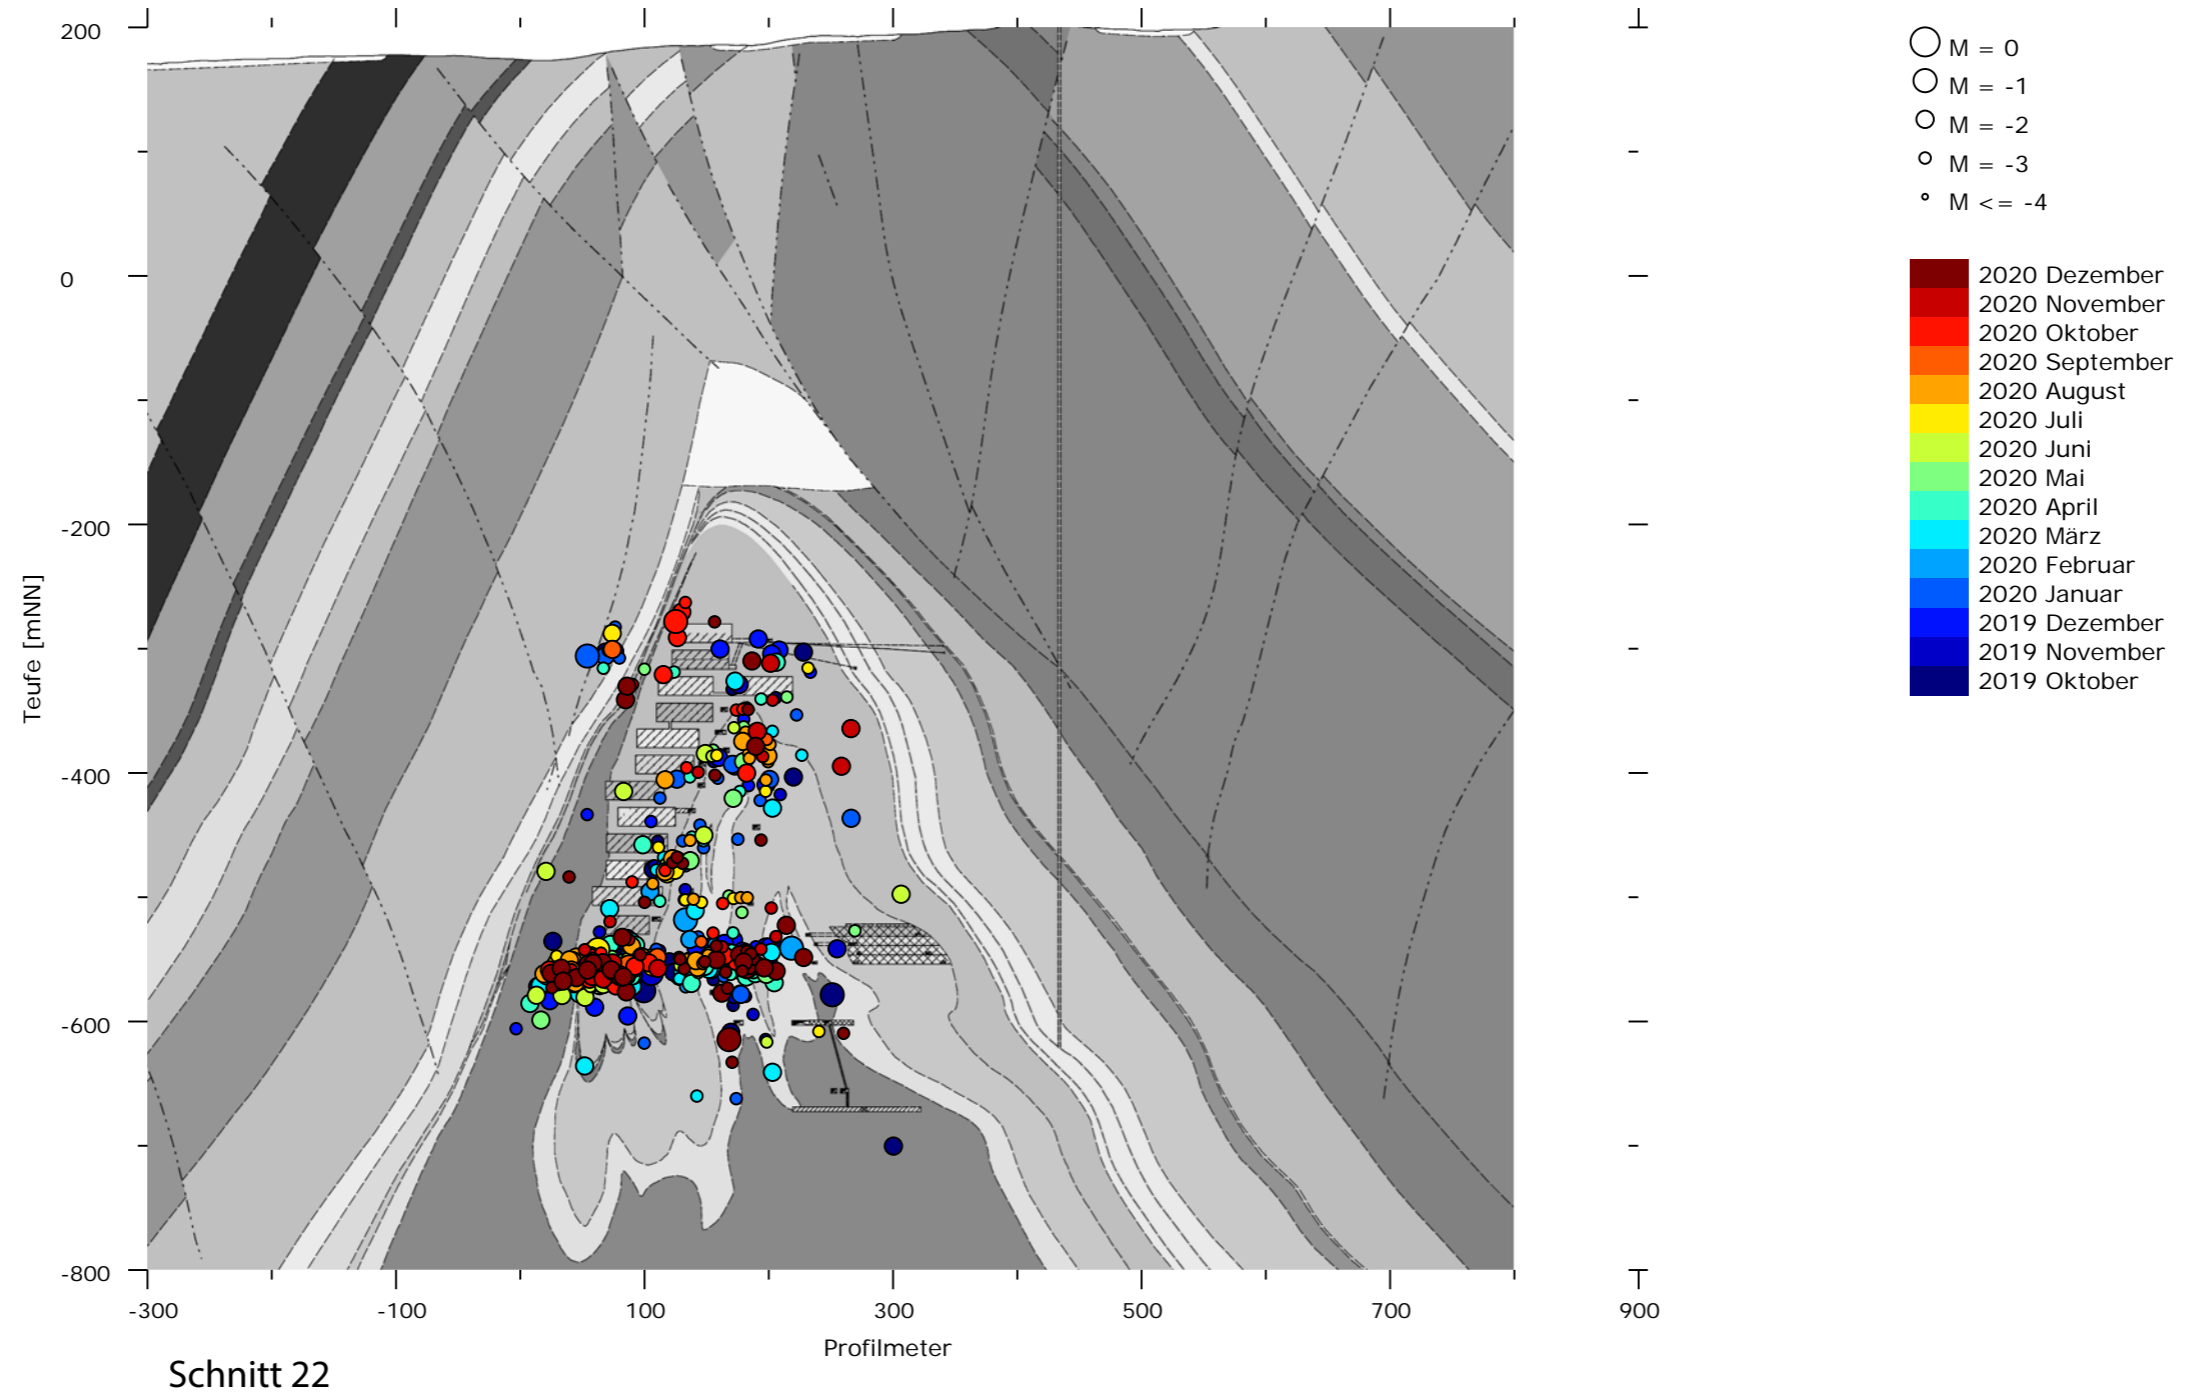 200
0
-200
-400
-600
-800
Teufe [mNN]
-300
-100
100
300
500
700
900
Profilmeter
Schnitt 22
M = 0
M = -1
M = -2
M = -3
M <= -4
2020 Dezember
2020 November
2020 Oktober
2020 September
2020 August
2020 Juli
2020 Juni
2020 Mai
2020 April
2020 März
2020 Februar
2020 Januar
2019 Dezember
2019 November
2019 Oktober